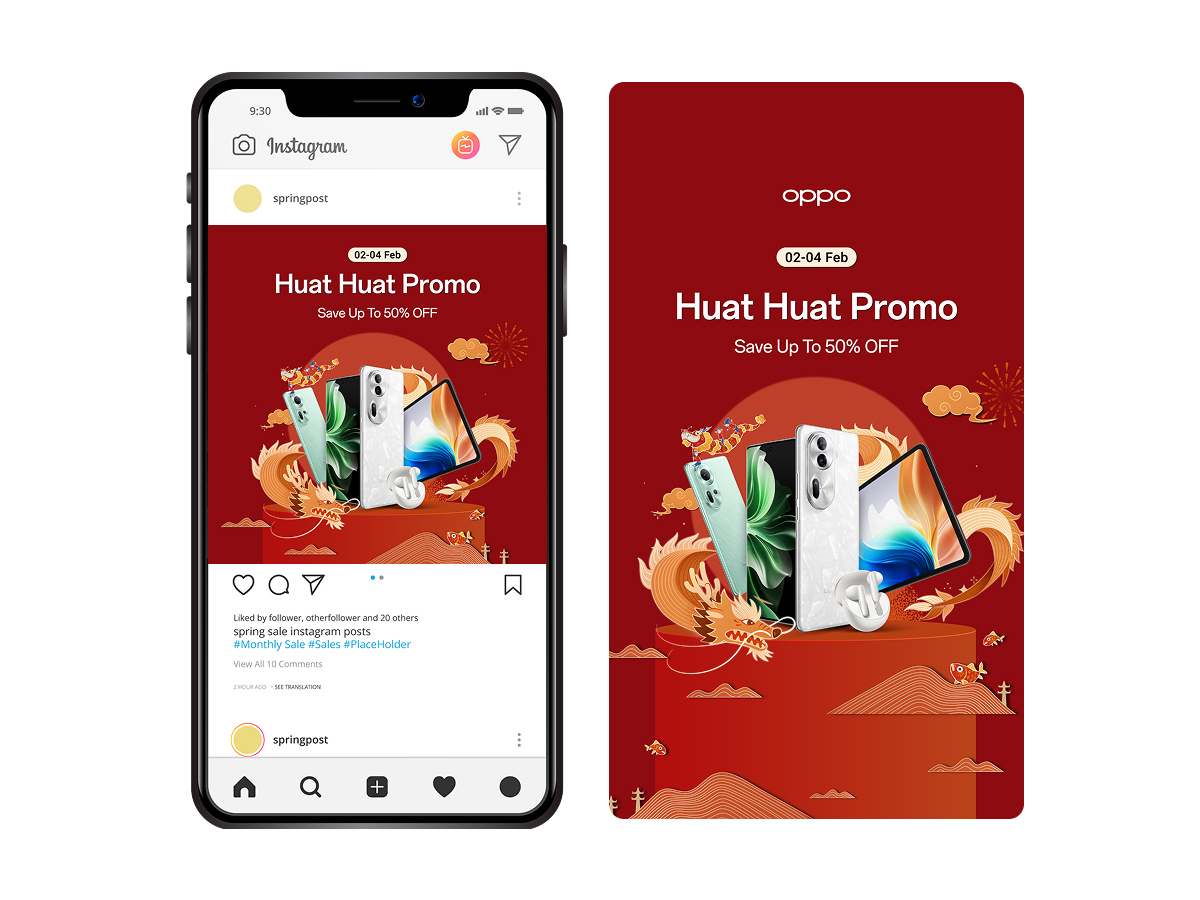 9:30
Instagram
springpost
02-04 Feb
Huat Huat Promo
Save Up To 50% OFF
Liked by follower, otherfollower and 20 others
spring sale instagram posts
#Monthly Sale #Sales #PlaceHolder
View All 10 Comments
2 HOUR AGO • SEE TRANSLATION
springpost
oppo
02-04 Feb
Huat Huat Promo
Save Up To 50% OFF